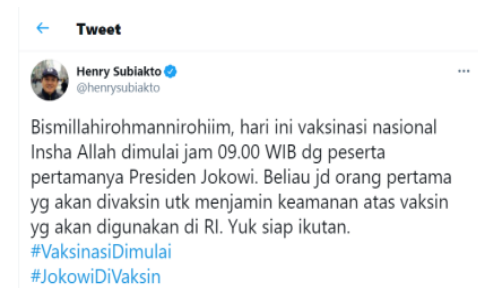 Tweet
Henry Subiakto
@henrysubiakto
Bismillahirohmannirohiim, hari ini vaksinasi nasional
Insha Allah dimulai jam 09.00 WIB dg peserta
pertamanya Presiden Jokowi. Beliau jd orang pertama
yg akan divaksin utk menjamin keamanan atas vaksin
yg akan digunakan di RI. Yuk siap ikutan.
#VaksinasiDimulai
#JokowiDiVaksin